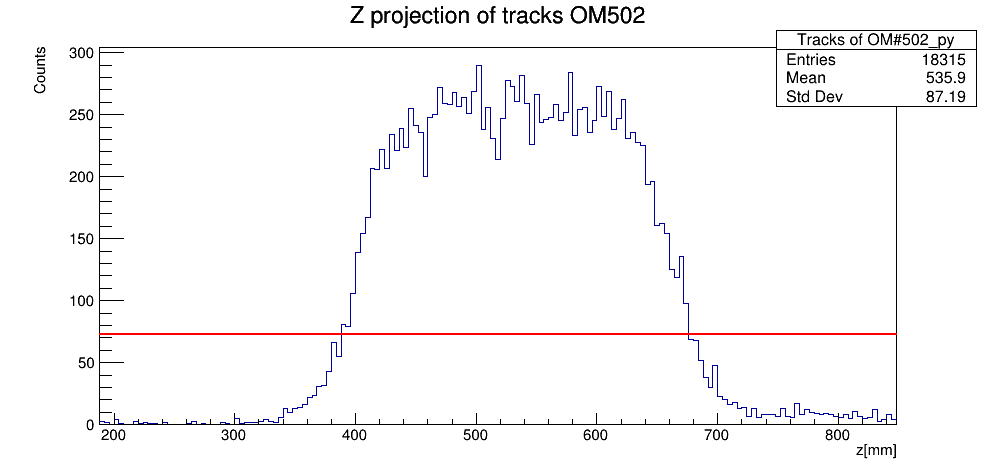 Z projection of tracks OM502
Counts
Tracks of OM#502_py
Entries 18315
Mean 535.9
Std Dev 87.19
300
250
200
150
100
50
0
200 300 400 500 600 700 800
z[mm]